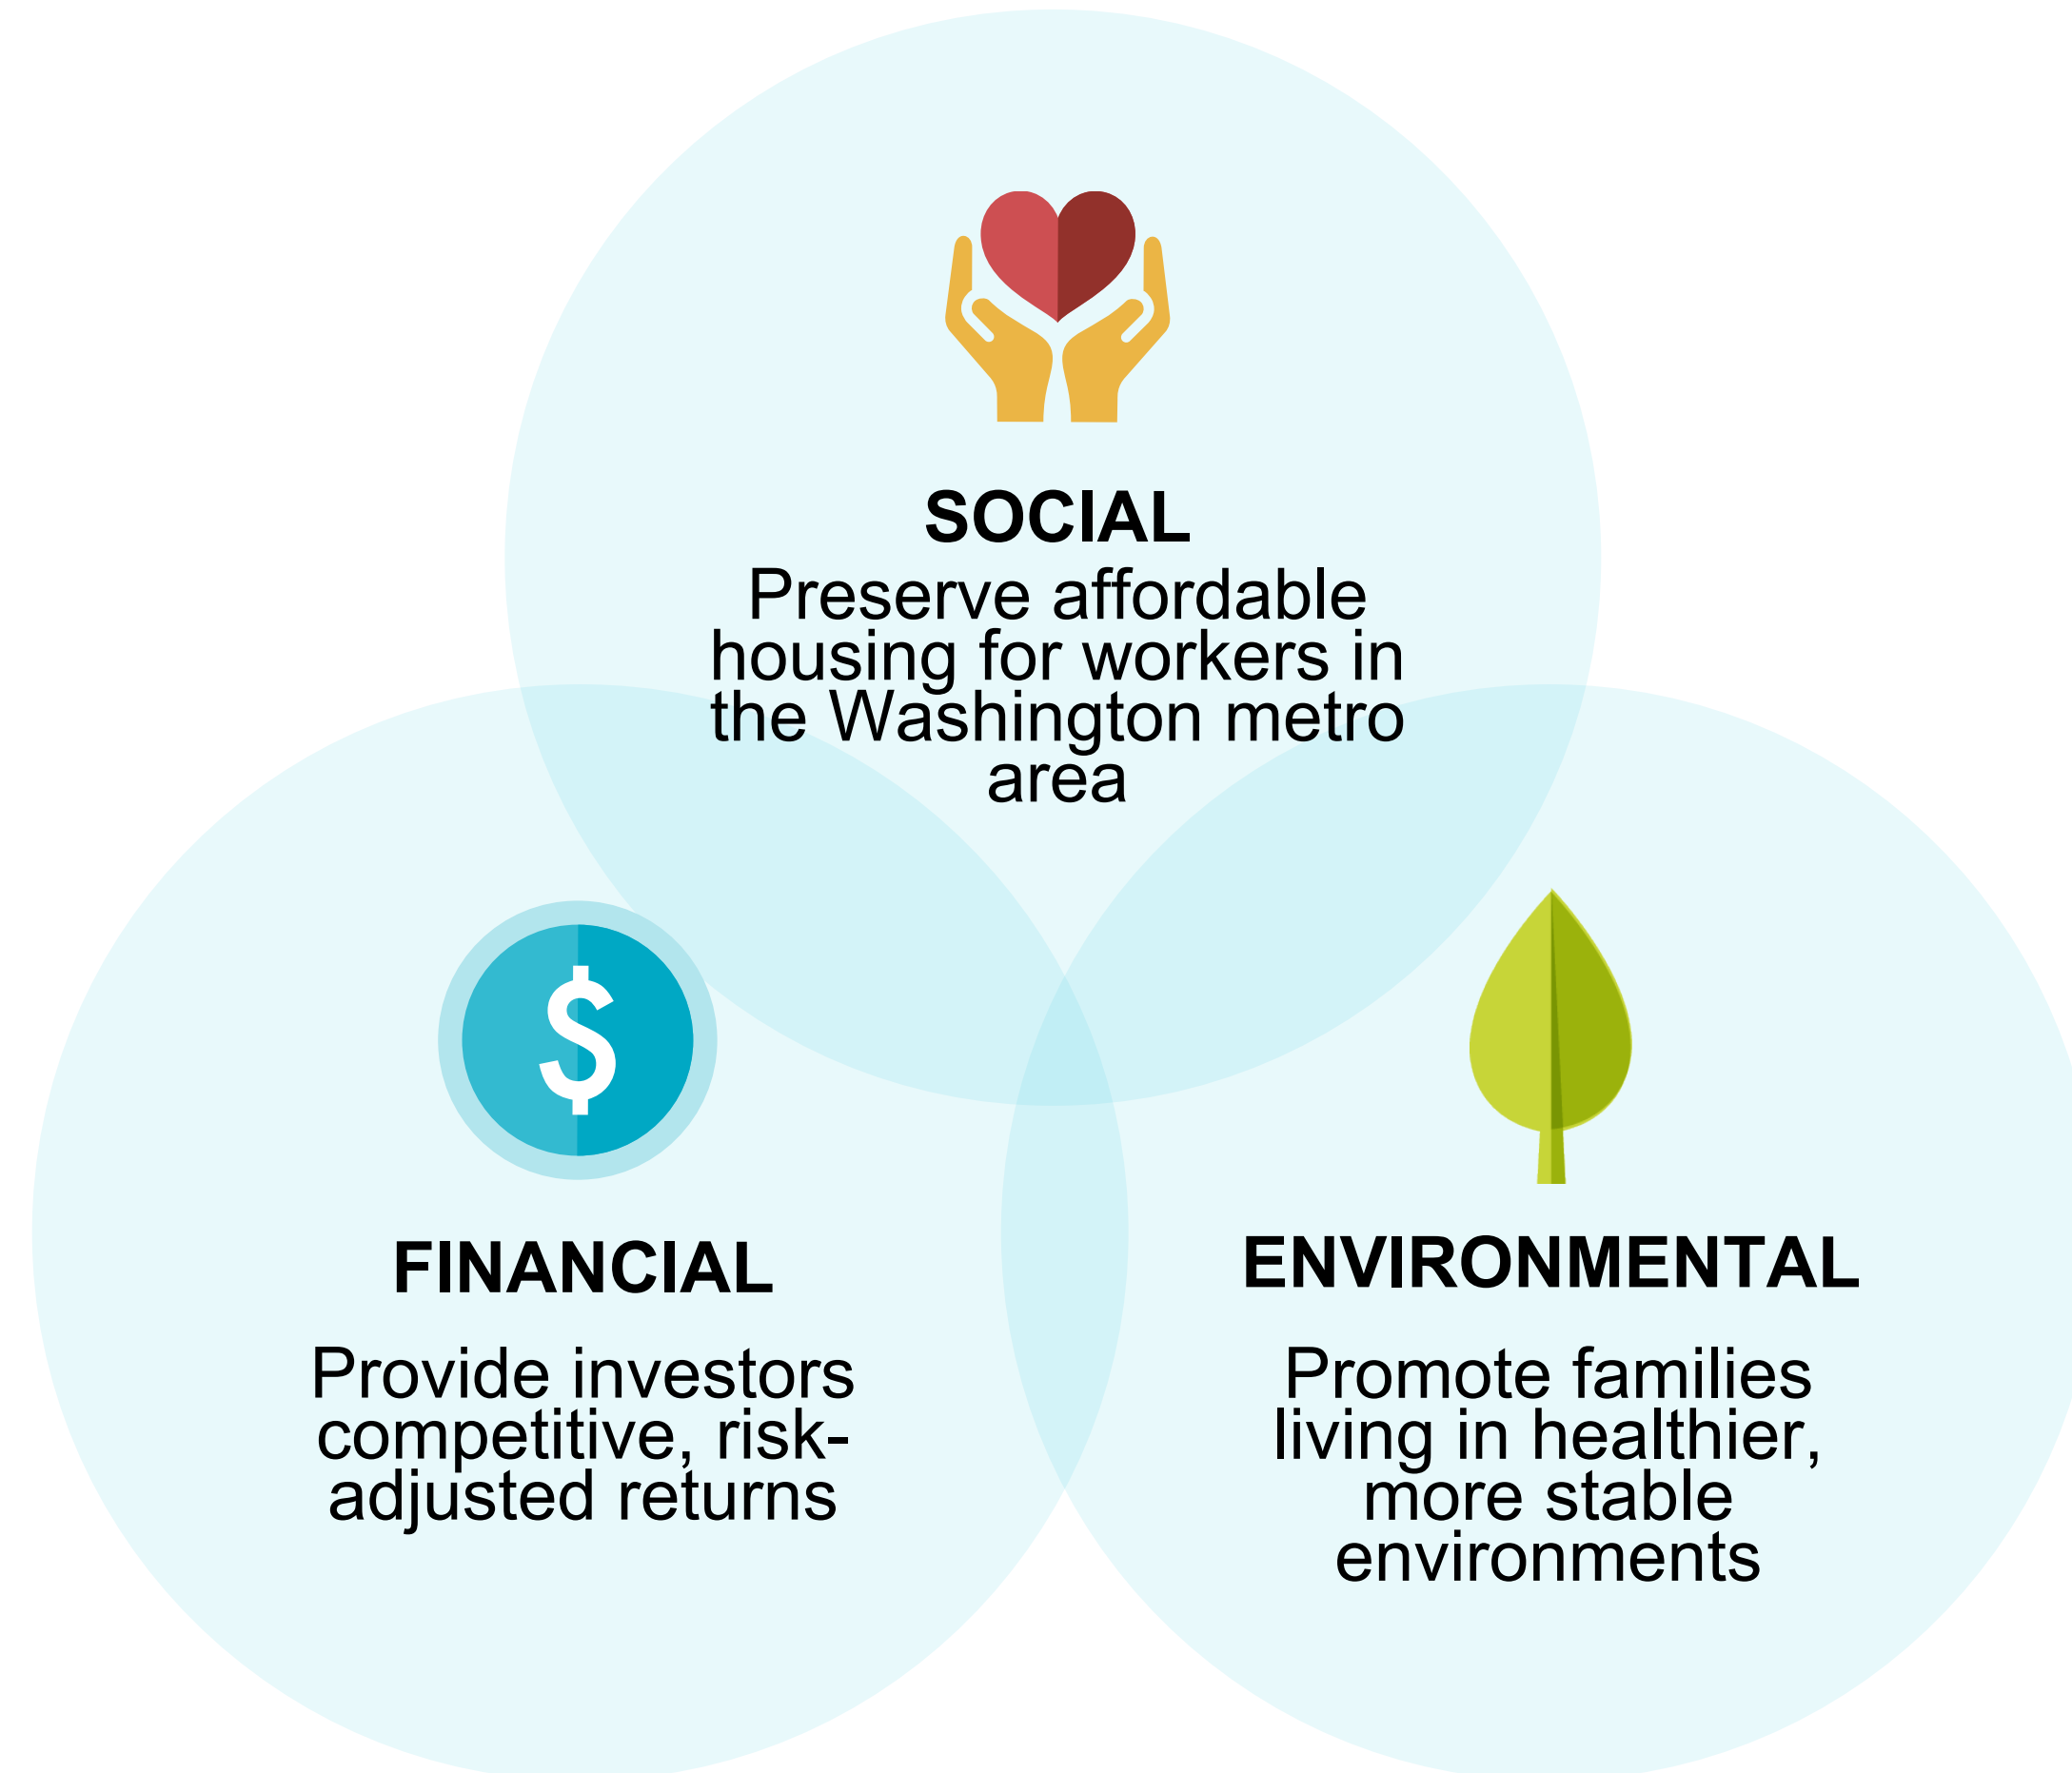 SOCIAL
Preserve affordable
housing for workers in
the Washington metro
area
$
FINANCIAL
Provide investors
competitive, risk-
adjusted returns
ENVIRONMENTAL
Promote families
living in healthier,
more stable
environments